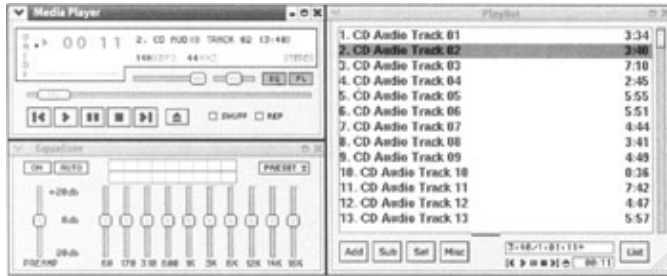 Media Player
00 11
2. CD AUDIO TRACK 02 (3:40)
44
STEREO
EQ PL
SHUFF REP
Equalizer
ON AUTO
PRESET
+20db
0db
20db
PREAMP 60 170 310 600 1K 3K 6K 12K 14K 16K
Playlist
1. CD Audio Track 01 3:34
2. CD Audio Track 02 3:40
3. CD Audio Track 03 7:10
4. CD Audio Track 04 2:45
5. CD Audio Track 05 5:55
6. CD Audio Track 06 5:51
7. CD Audio Track 07 4:44
8. CD Audio Track 08 3:41
9. CD Audio Track 09 4:49
10. CD Audio Track 10 0:36
11. CD Audio Track 11 7:42
12. CD Audio Track 12 4:47
13. CD Audio Track 13 5:57
Add Sub Sel Misc
3:40/1:01:11+
00:11
List